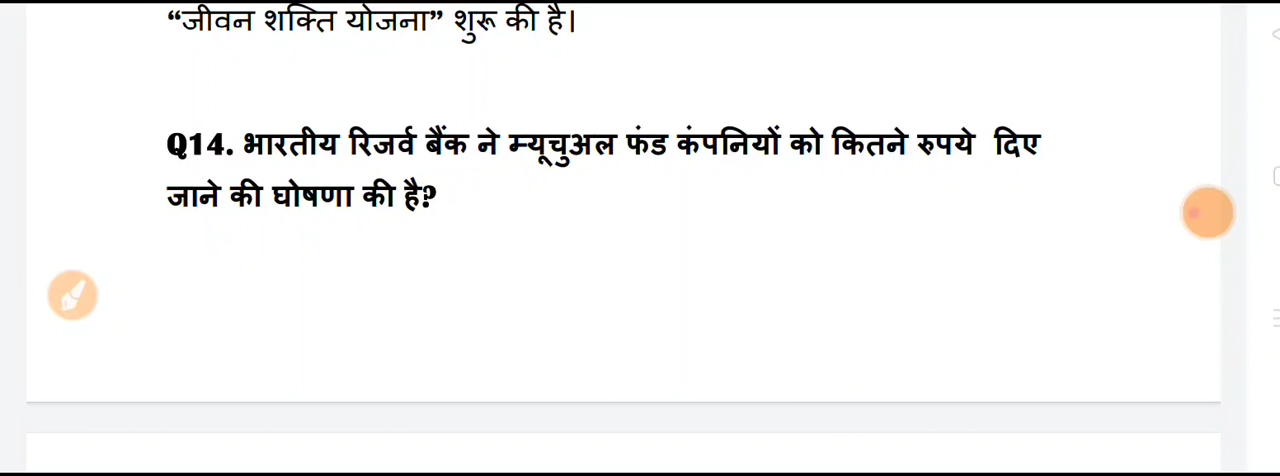 “जीवन शक्ति योजना” शुरू की है।
Q14. भारतीय रिजर्व बैंक ने म्यूचुअल फंड कंपनियों को कितने रुपये दिए
जाने की घोषणा की है?